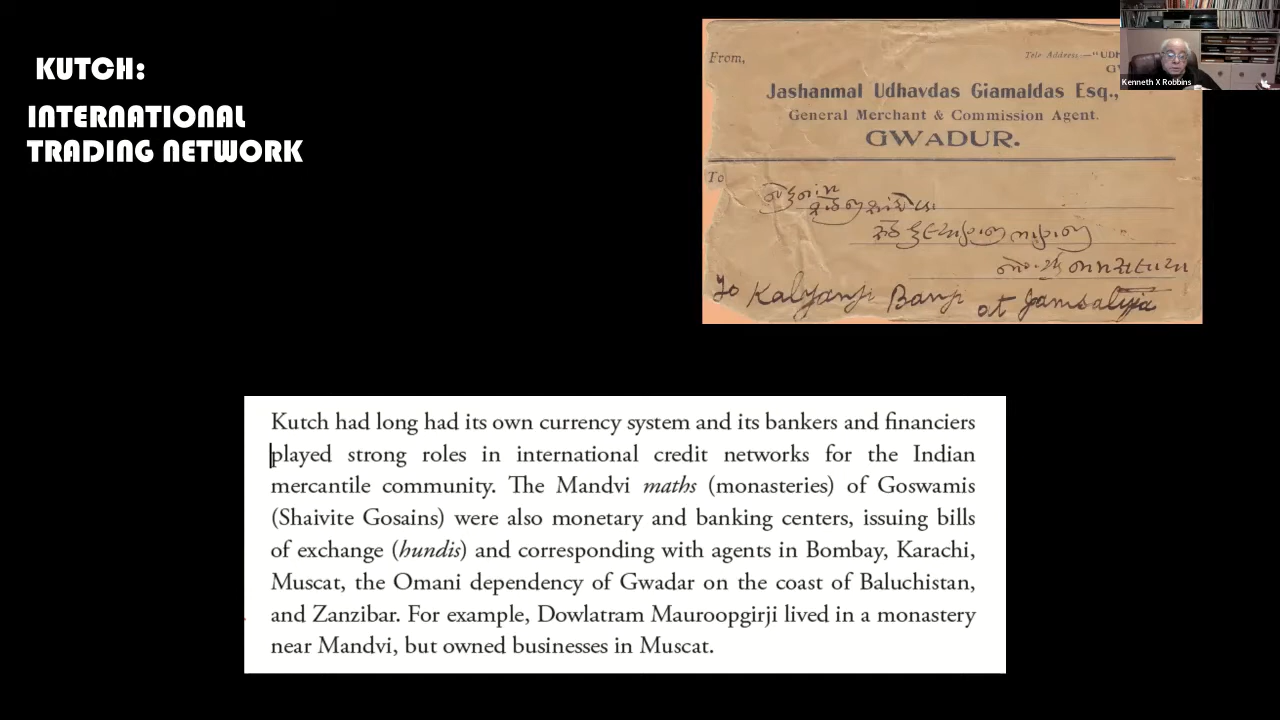 KUTCH:
INTERNATIONAL
TRADING NETWORK
From,
Tele Address.—"UDH
Jashanmal Udhavdas Giamaldas Esq.,
General Merchant & Commission Agent.
GWADUR.
To
To Kalyanji Banji at Jamsalija
Kenneth X Robbins
Kutch had long had its own currency system and its bankers and financiers
played strong roles in international credit networks for the Indian
mercantile community. The Mandvi maths (monasteries) of Goswamis
(Shaivite Gosains) were also monetary and banking centers, issuing bills
of exchange (hundis) and corresponding with agents in Bombay, Karachi,
Muscat, the Omani dependency of Gwadar on the coast of Baluchistan,
and Zanzibar. For example, Dowlatram Mauroopgirji lived in a monastery
near Mandvi, but owned businesses in Muscat.